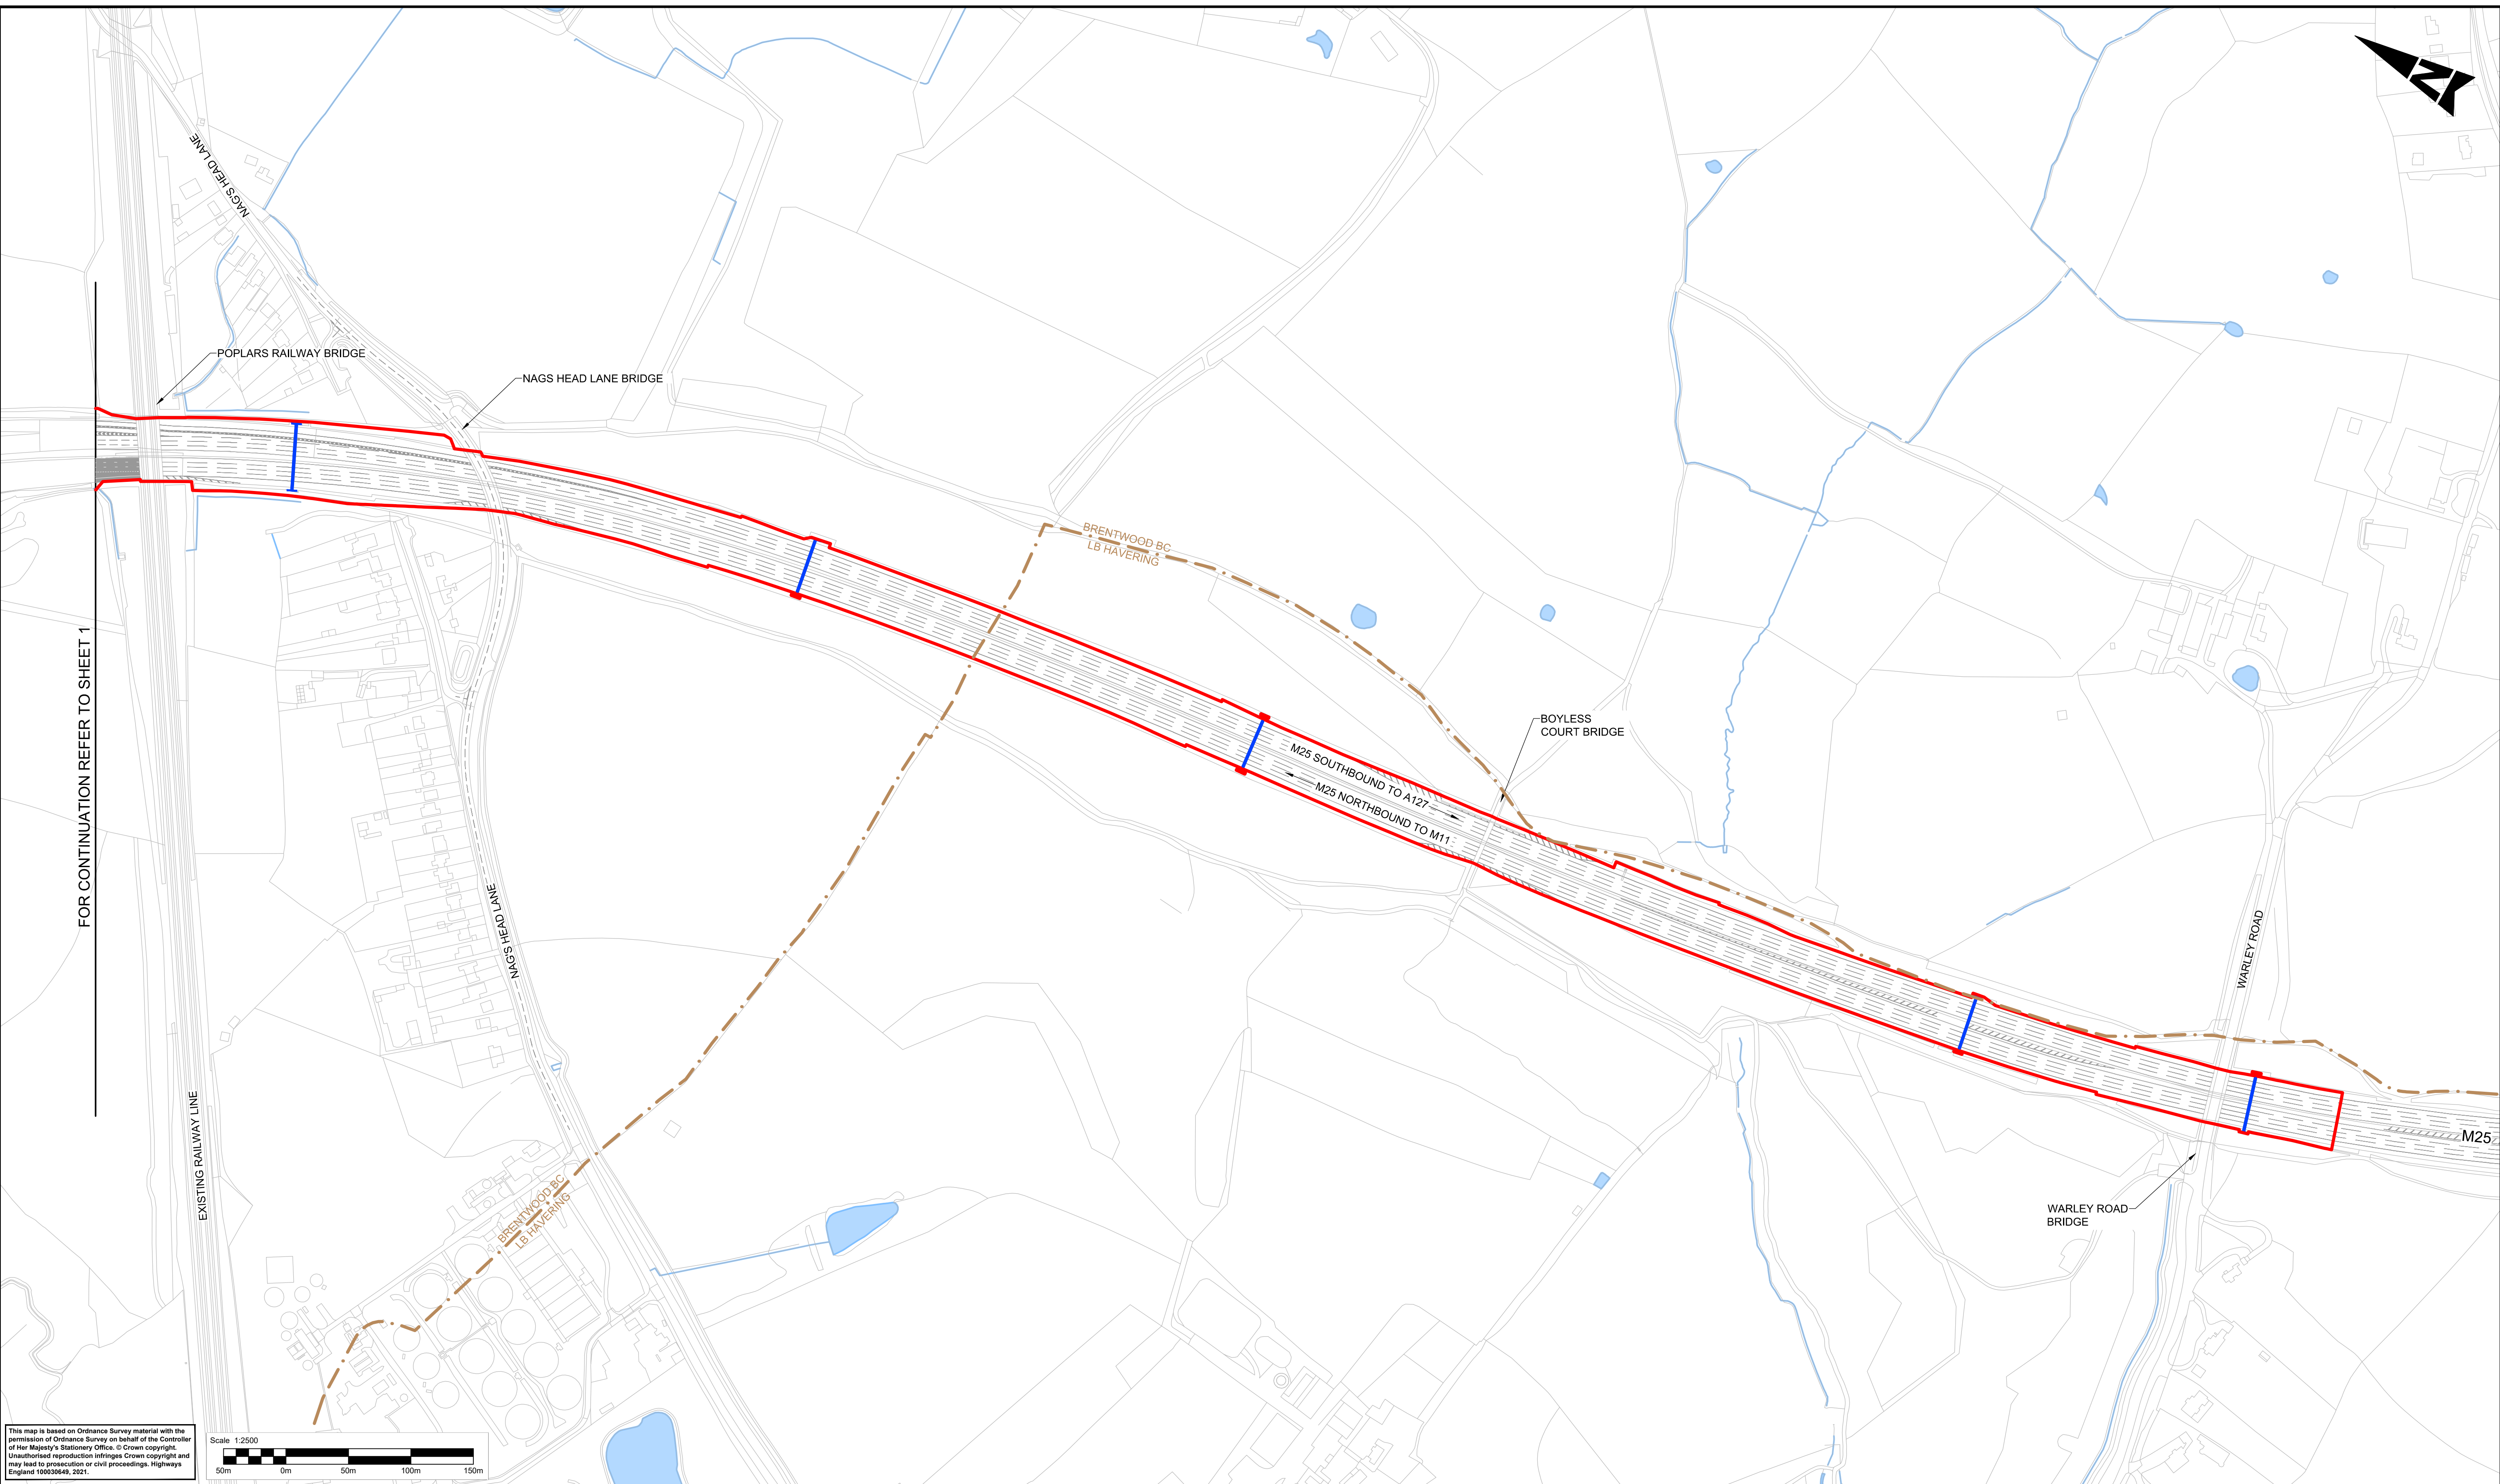 N
NAG'S HEAD LANE
POPLARS RAILWAY BRIDGE
NAGS HEAD LANE BRIDGE
BRENTWOOD BC
LB HAVERING
FOR CONTINUATION REFER TO SHEET 1
BOYLESS
COURT BRIDGE
M25 SOUTHBOUND TO A127
M25 NORTHBOUND TO M11
NAG'S HEAD LANE
WARLEY ROAD
EXISTING RAILWAY LINE
M25
BRENTWOOD BC
LB HAVERING
WARLEY ROAD
BRIDGE
This map is based on Ordnance Survey material with the
permission of Ordnance Survey on behalf of the Controller
of Her Majesty's Stationery Office. © Crown copyright.
Unauthorised reproduction infringes Crown copyright and
may lead to prosecution or civil proceedings. Highways
England 100030649, 2021.
Scale 1:2500
50m 0m 50m 100m 150m